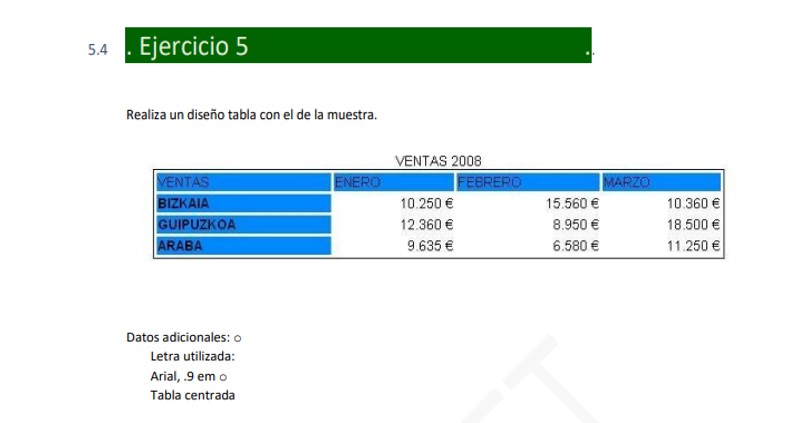 5.4 . Ejercicio 5 ..
Realiza un diseño tabla con el de la muestra.
VENTAS 2008
VENTAS ENERO FEBRERO MARZO
BIZKAIA 10.250 € 15.560 € 10.360 €
GUIPUZKOA 12.360 € 8.950 € 18.500 €
ARABA 9.635 € 6.580 € 11.250 €
Datos adicionales: o
Letra utilizada:
Arial, .9 em o
Tabla centrada